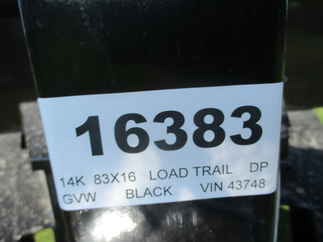 16383
14K 83X16 LOAD TRAIL DP
GVW BLACK VIN 43748